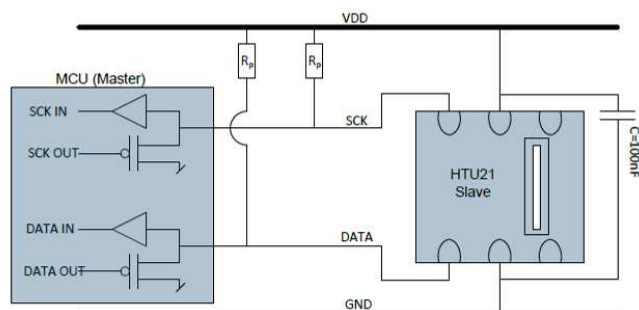 VDD
Rp
Rp
MCU (Master)
SCK IN
SCK
SCK OUT
HTU21
Slave
C=100nF
DATA IN
DATA
DATA OUT
GND